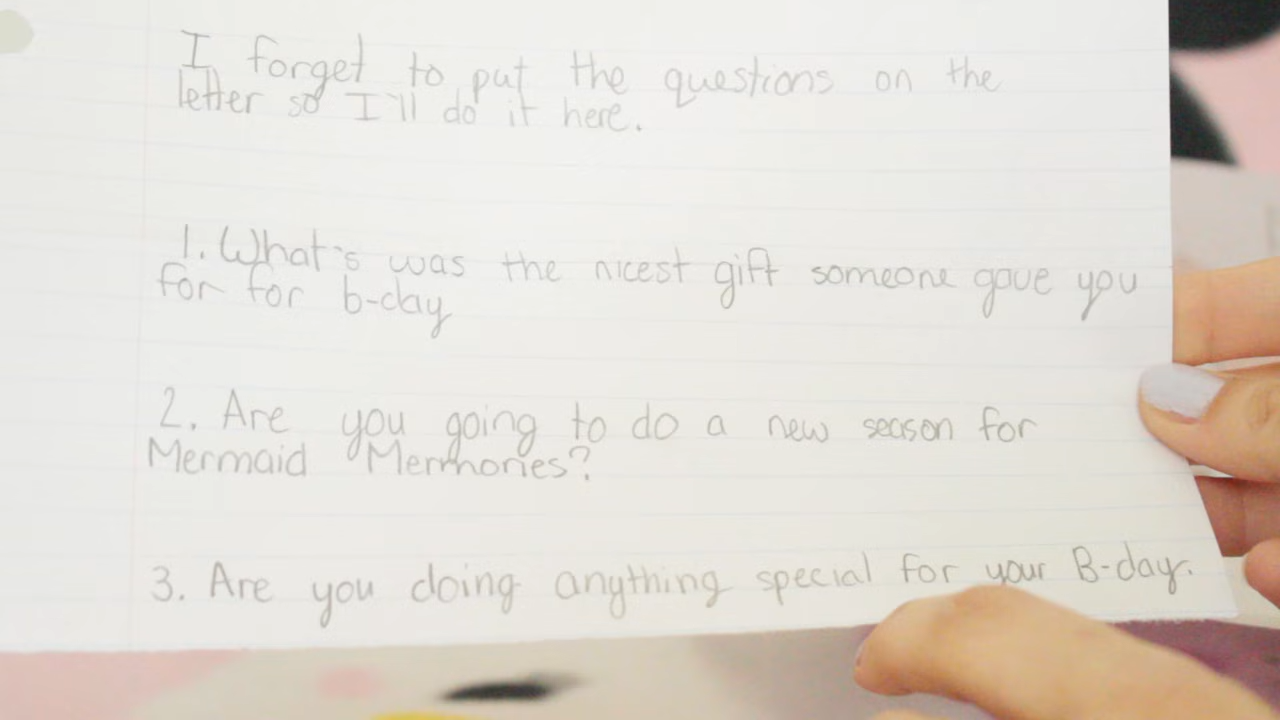 I forget to put the questions on the
letter so I'll do it here.
1. What's was the nicest gift someone gave you
for for b-day
2. Are you going to do a new season for
Mermaid Mermories?
3. Are you doing anything special for your B-day.